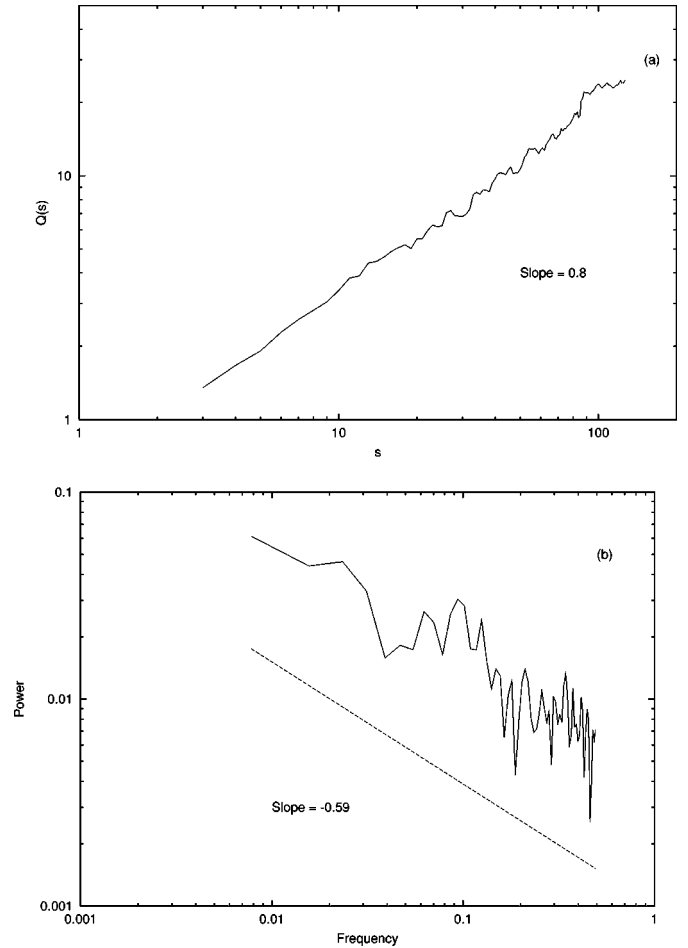 (a)
10
Q(s)
Slope = 0.8
1
1
10
100
s
0.1
(b)
0.01
Power
Slope = -0.59
0.001
0.001
0.01
0.1
1
Frequency